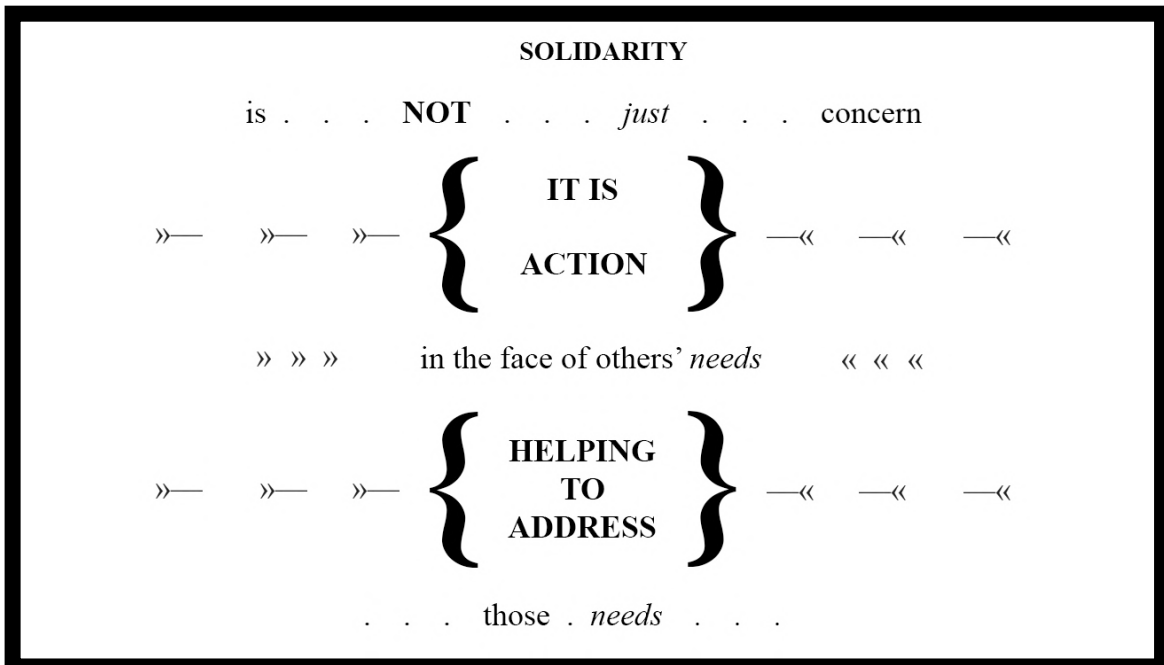 SOLIDARITY
is . . . NOT . . . just . . . concern
IT IS
»— »— »— { } —« —« —«
ACTION
» » » in the face of others’ needs « « «
HELPING
»— »— »— { TO } —« —« —«
ADDRESS
. . . those . needs . . .